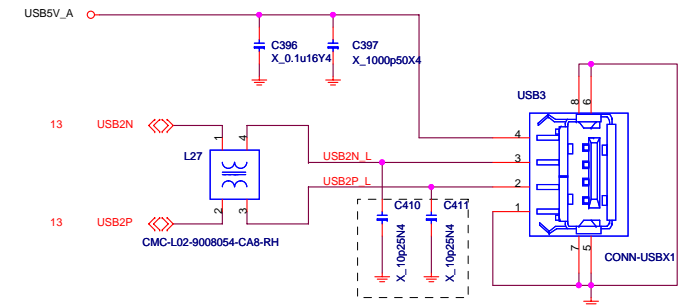 USB5V_A
C396
X_0.1u16Y4
C397
X_1000p50X4
USB3
8
6
13
USB2N
1
4
4
L27
USB2N_L
3
USB2P_L
2
2
3
C410
C411
1
13
USB2P
CMC-L02-9008054-CA8-RH
X_10p25N4
X_10p25N4
7
5
CONN-USBX1